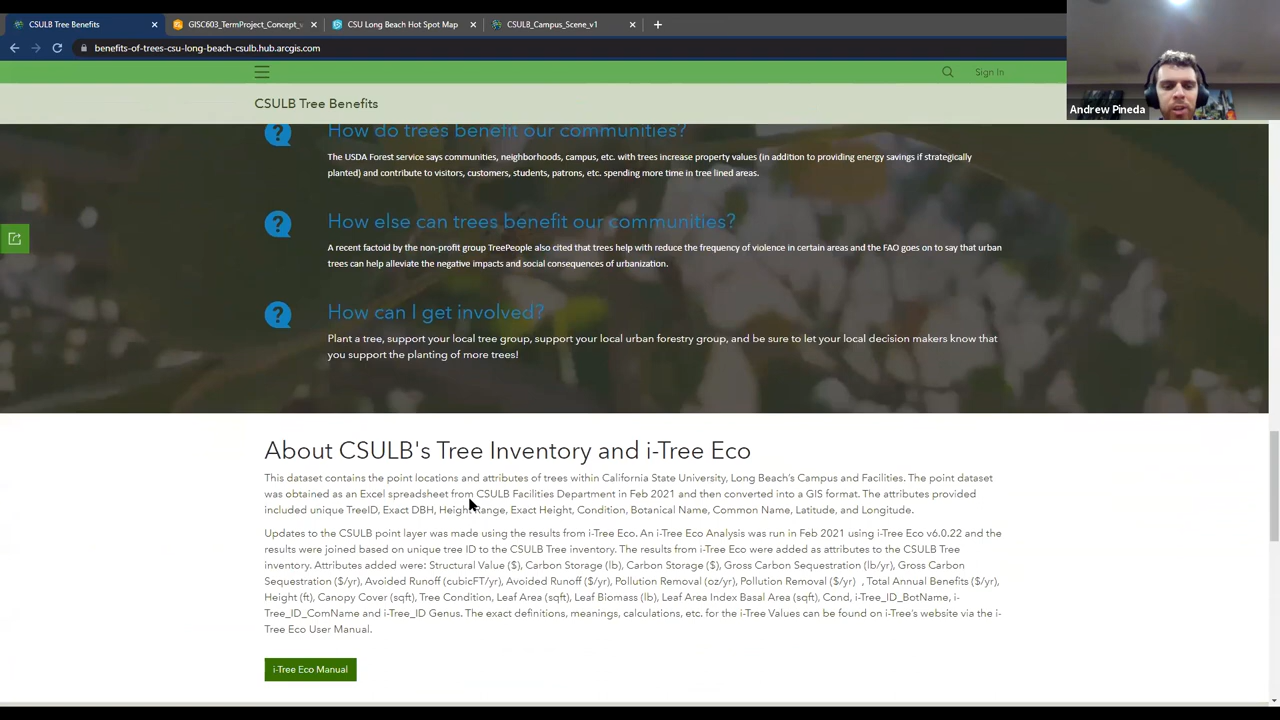 CSULB Tree Benefits
GISC603_TermProject_Concept_
CSU Long Beach Hot Spot Map
CSULB_Campus_Scene_v1
benefits-of-trees-csu-long-beach-csulb.hub.arcgis.com
Sign In
Andrew Pineda
CSULB Tree Benefits
How do trees benefit our communities?
The USDA Forest service says communities, neighborhoods, campus, etc. with trees increase property values (in addition to providing energy savings if strategically
planted) and contribute to visitors, customers, students, patrons, etc. spending more time in tree lined areas.
How else can trees benefit our communities?
A recent factoid by the non-profit group TreePeople also cited that trees help with reduce the frequency of violence in certain areas and the FAO goes on to say that urban
trees can help alleviate the negative impacts and social consequences of urbanization.
How can I get involved?
Plant a tree, support your local tree group, support your local urban forestry group, and be sure to let your local decision makers know that
you support the planting of more trees!
About CSULB's Tree Inventory and i-Tree Eco
This dataset contains the point locations and attributes of trees within California State University, Long Beach's Campus and Facilities. The point dataset
was obtained as an Excel spreadsheet from CSULB Facilities Department in Feb 2021 and then converted into a GIS format. The attributes provided
included unique TreeID, Exact DBH, Height Range, Exact Height, Condition, Botanical Name, Common Name, Latitude, and Longitude.
Updates to the CSULB point layer was made using the results from i-Tree Eco. An i-Tree Eco Analysis was run in Feb 2021 using i-Tree Eco v6.0.22 and the
results were joined based on unique tree ID to the CSULB Tree inventory. The results from i-Tree Eco were added as attributes to the CSULB Tree
inventory. Attributes added were: Structural Value ($), Carbon Storage (lb), Carbon Storage ($), Gross Carbon Sequestration (lb/yr), Gross Carbon
Sequestration ($/yr), Avoided Runoff (cubicFT/yr), Avoided Runoff ($/yr), Pollution Removal (oz/yr), Pollution Removal ($/yr) , Total Annual Benefits ($/yr),
Height (ft), Canopy Cover (sqft), Tree Condition, Leaf Area (sqft), Leaf Biomass (lb), Leaf Area Index Basal Area (sqft), Cond, i-Tree_ID_BotName, i-
Tree_ID_ComName and i-Tree_ID Genus. The exact definitions, meanings, calculations, etc. for the i-Tree Values can be found on i-Tree's website via the i-
Tree Eco User Manual.
i-Tree Eco Manual